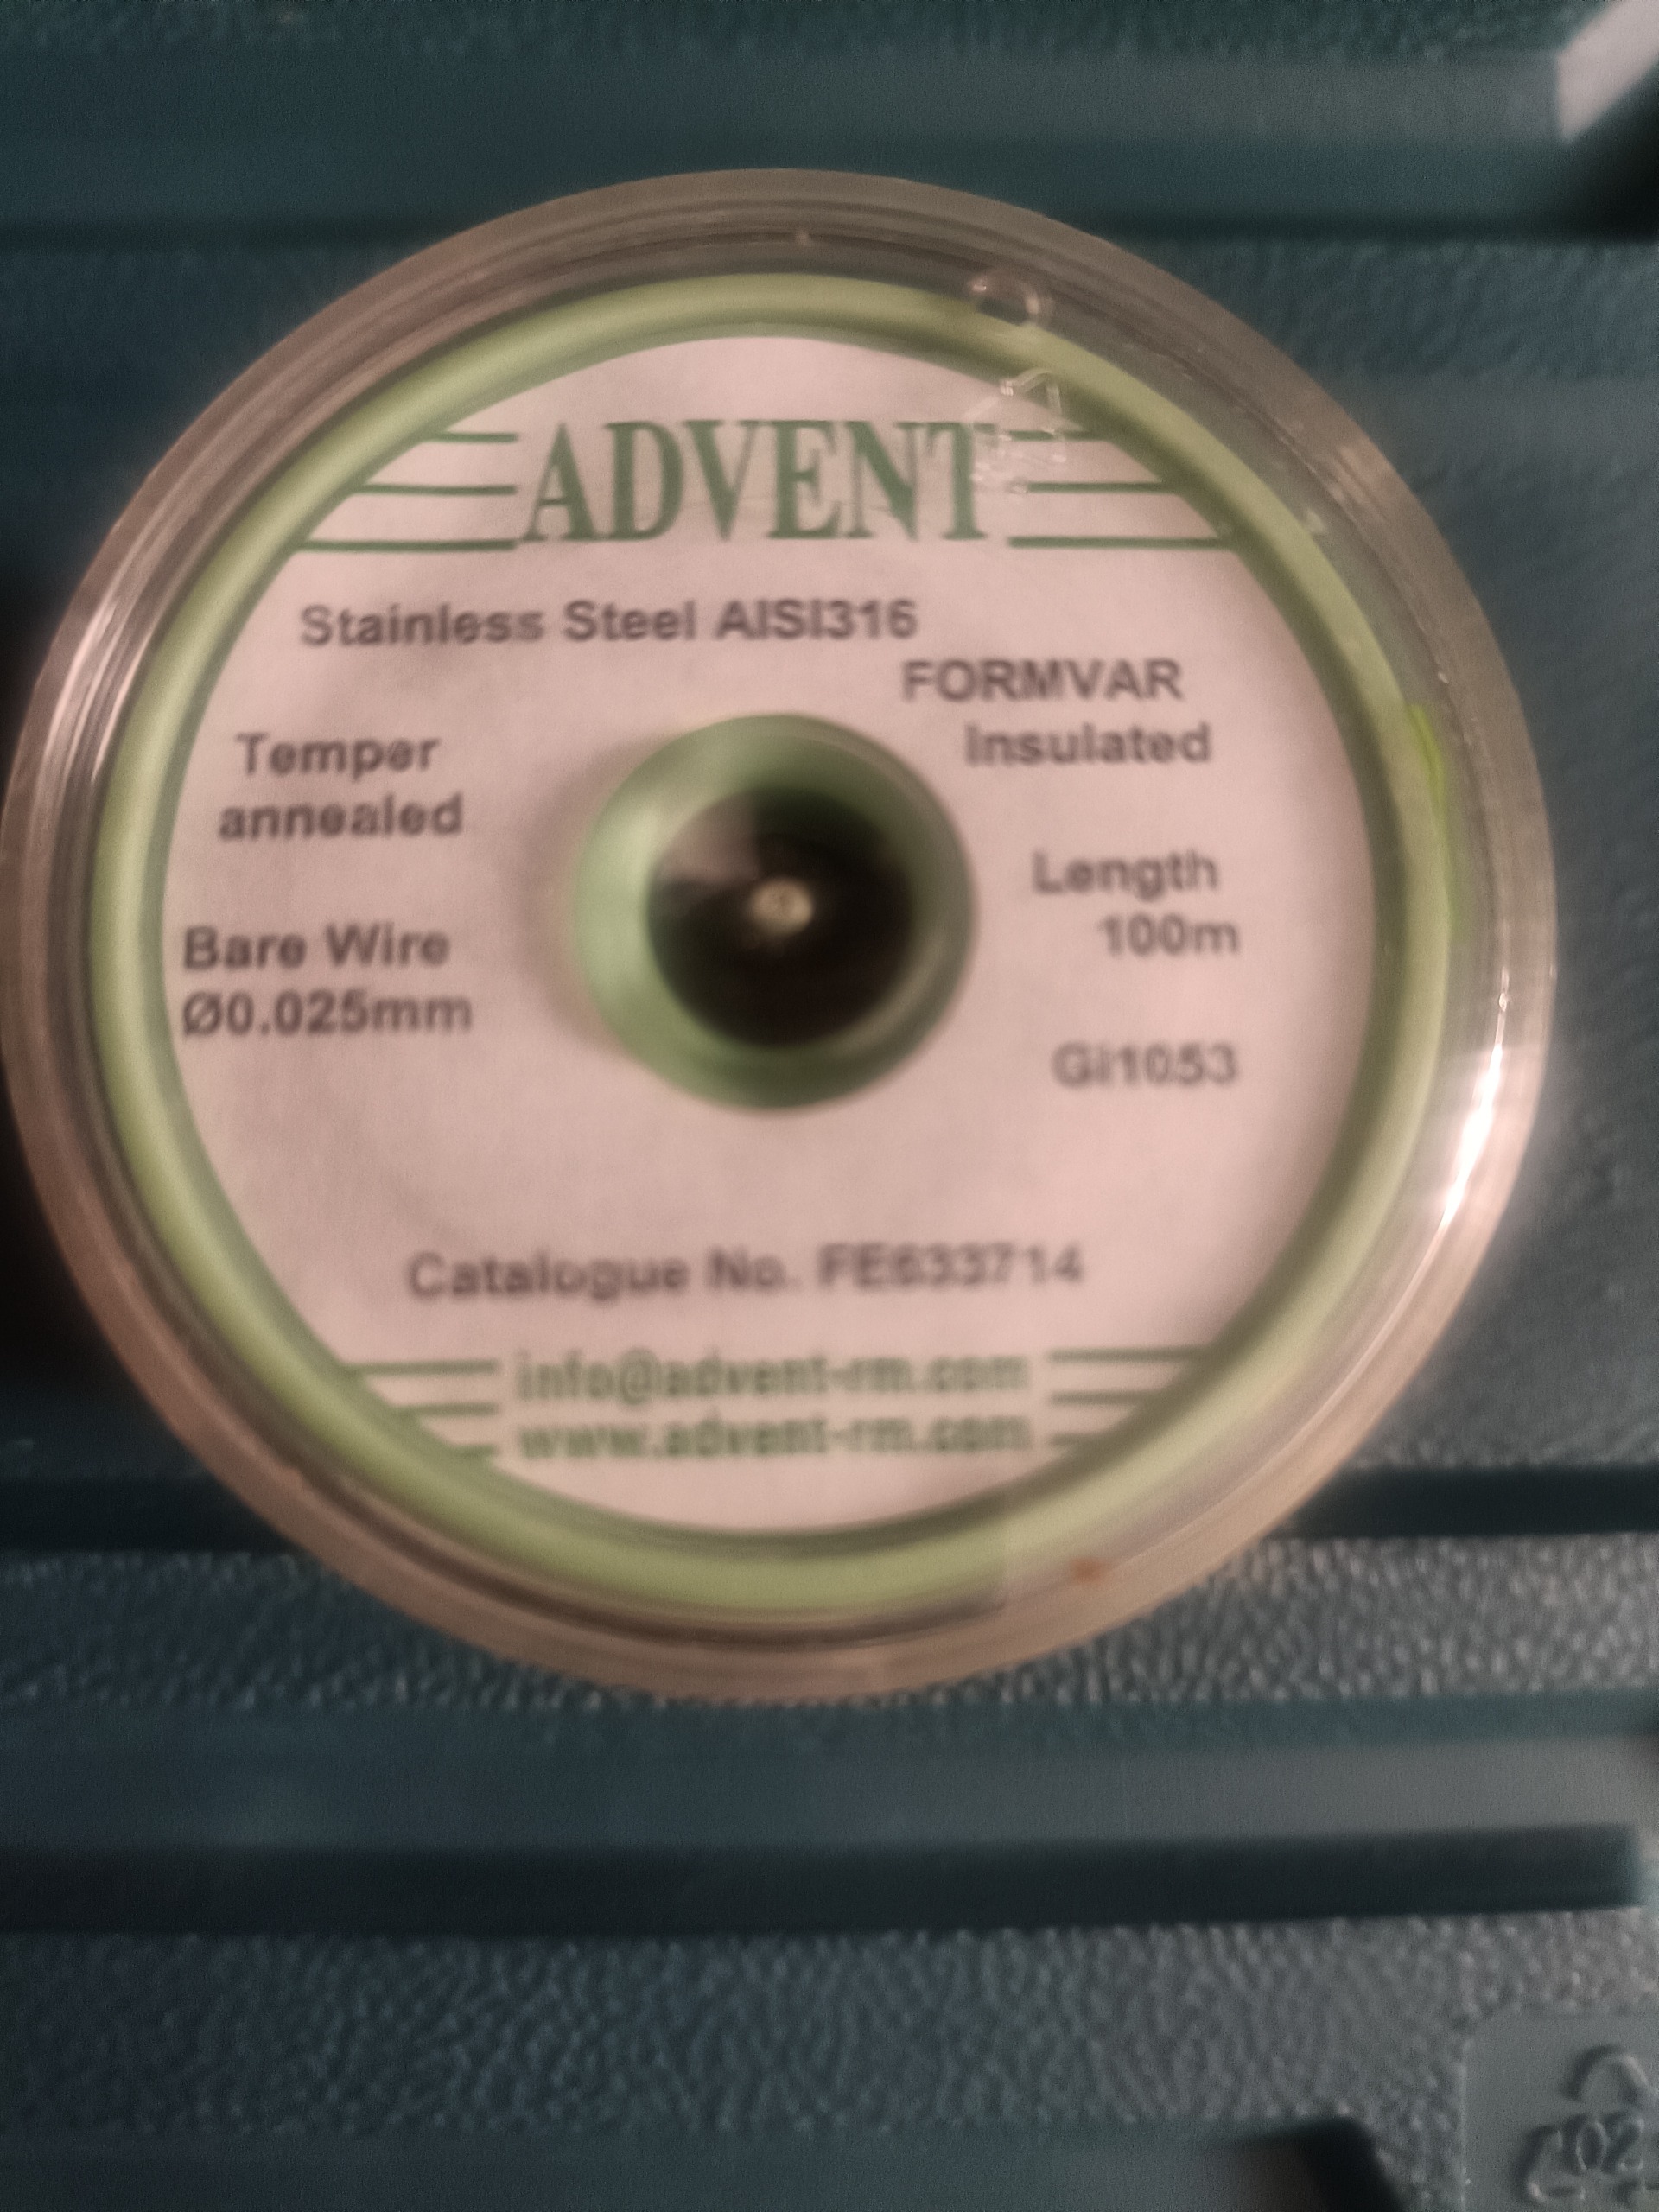 ADVENT
Stainless Steel AISI316
FORMVAR
insulated
Temper
annealed
Length
100m
Bare Wire
Ø0.025mm
Gi1053
Catalogue No. FE633714
info@advent-rm.com
www.advent-rm.com
02